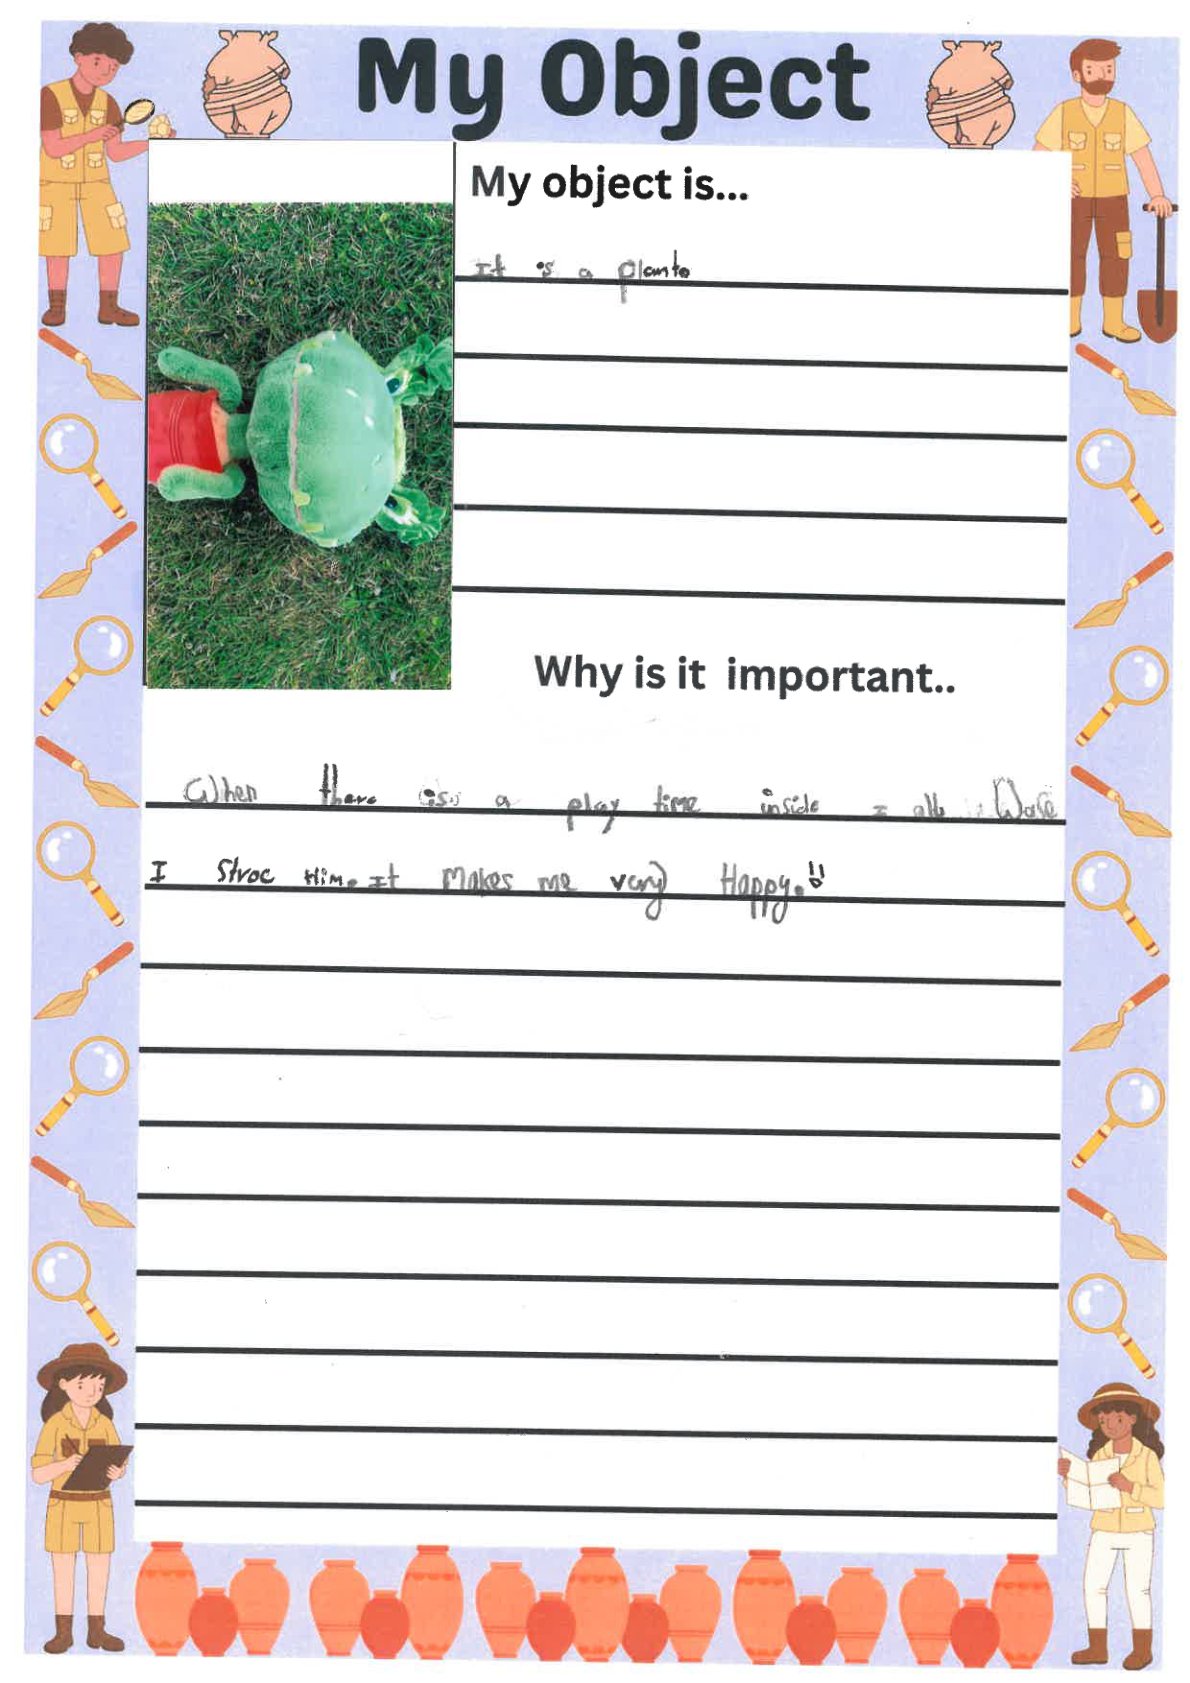 My Object
My object is...
It is a planto
Why is it important..
When there is a play time inside I all Wase
I Stroc Him. It Makes me very Happy.!!